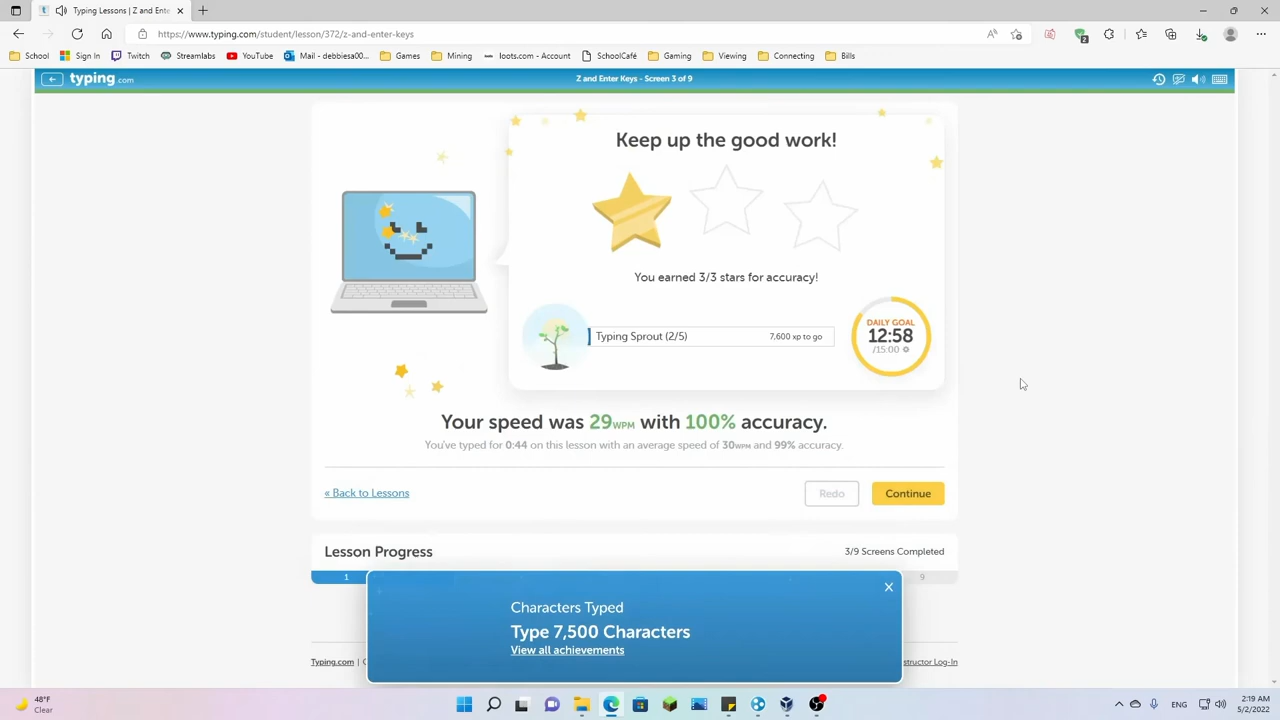 Typing Lessons | Z and Ente
https://www.typing.com/student/lesson/372/z-and-enter-keys
School Sign In Twitch Streamlabs YouTube Mail - debbiesa00... Games Mining loots.com - Account SchoolCafé Gaming Viewing Connecting Bills
typing.com
Z and Enter Keys - Screen 3 of 9
Keep up the good work!
You earned 3/3 stars for accuracy!
Typing Sprout (2/5) 7,600 xp to go
DAILY GOAL
12:58
/15:00
Your speed was 29WPM with 100% accuracy.
You've typed for 0:44 on this lesson with an average speed of 30WPM and 99% accuracy.
« Back to Lessons
Redo
Continue
Lesson Progress
3/9 Screens Completed
1
9
Characters Typed
Type 7,500 Characters
View all achievements
Typing.com
structor Log-In
48°F
Clear
ENG
2:19 AM
5/2/2022